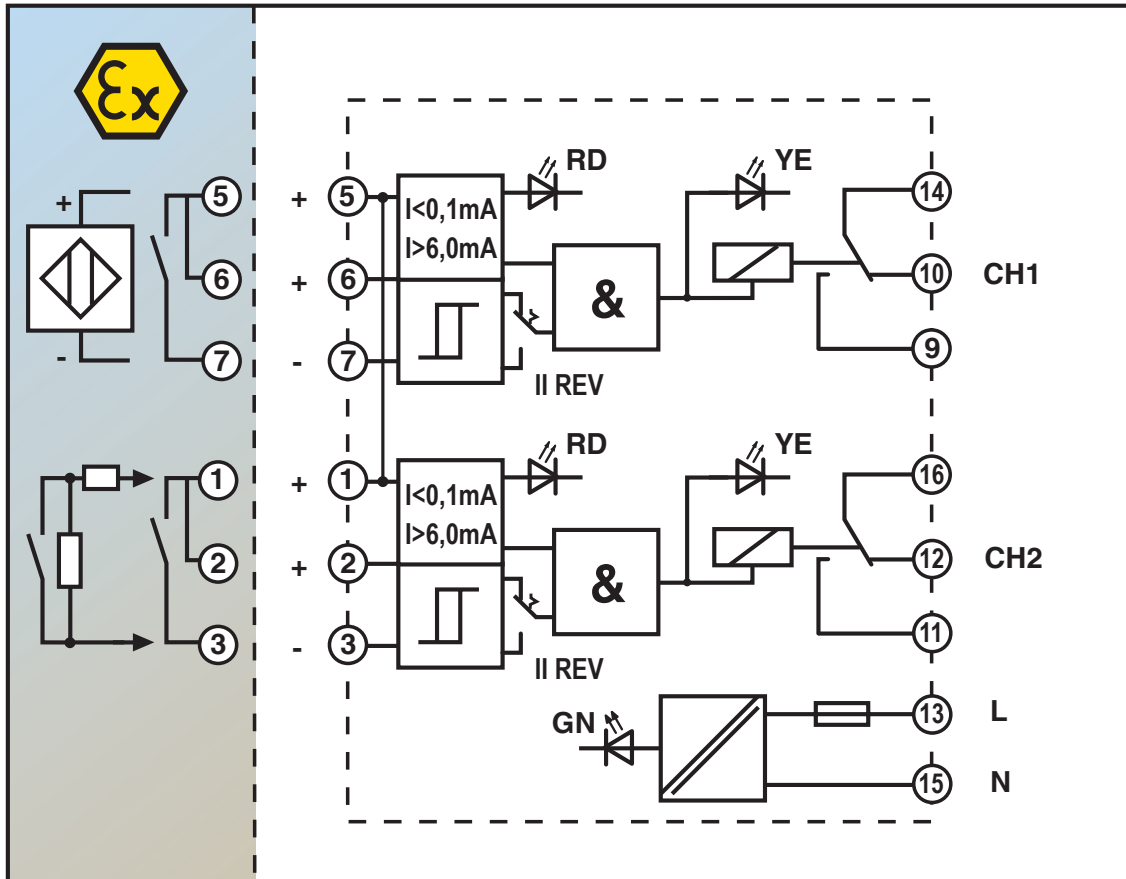 Ex
+
5
6
-
7
1
2
3
+ 5
I<0,1mA
I>6,0mA
RD
YE
14
+ 6
&
10 CH1
- 7
II REV
9
+ 1
I<0,1mA
I>6,0mA
RD
YE
16
+ 2
&
12 CH2
- 3
II REV
11
GN
13 L
15 N